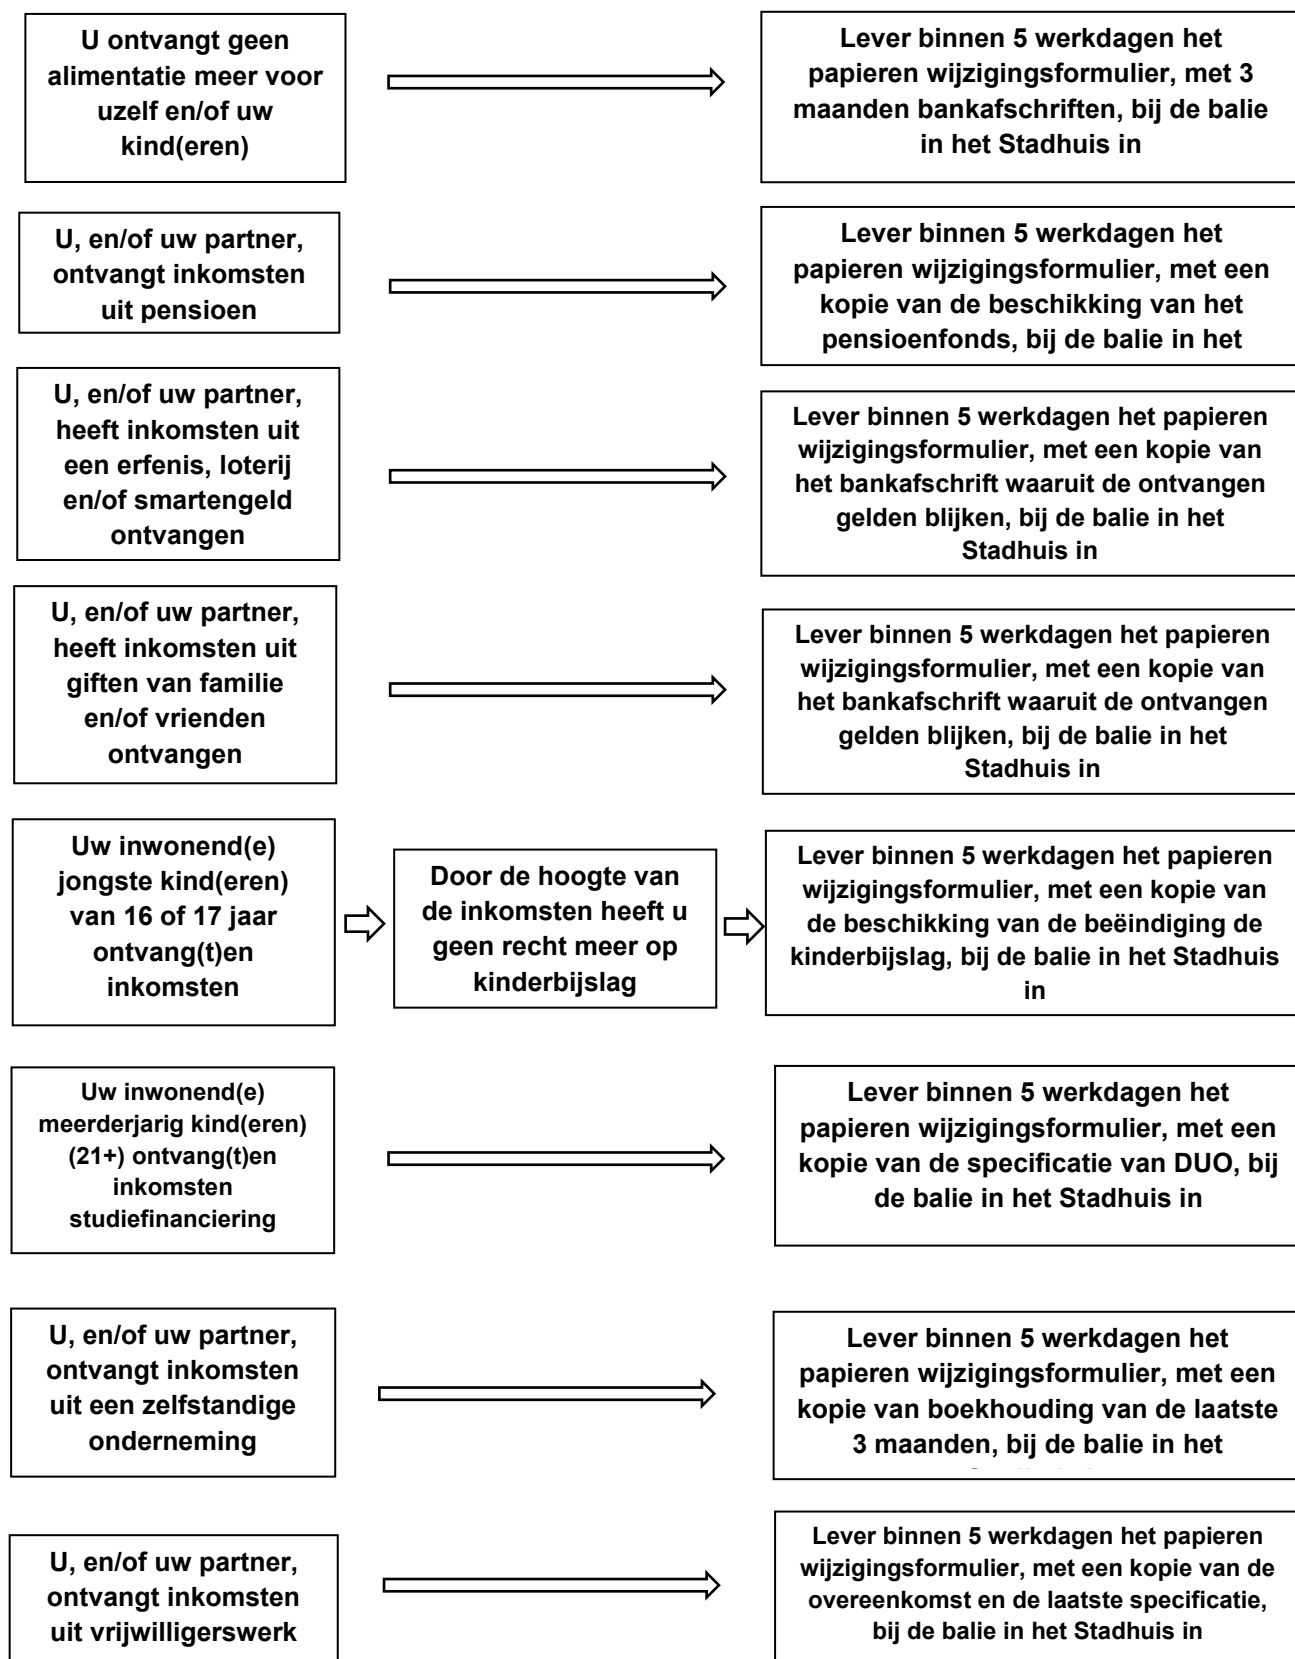 U ontvangt geen
alimentatie meer voor
uzelf en/of uw
kind(eren)
Lever binnen 5 werkdagen het
papieren wijzigingsformulier, met 3
maanden bankafschriften, bij de balie
in het Stadhuis in
U, en/of uw partner,
ontvangt inkomsten
uit pensioen
Lever binnen 5 werkdagen het
papieren wijzigingsformulier, met een
kopie van de beschikking van het
pensioenfonds, bij de balie in het
U, en/of uw partner,
heeft inkomsten uit
een erfenis, loterij
en/of smartengeld
ontvangen
Lever binnen 5 werkdagen het papieren
wijzigingsformulier, met een kopie van
het bankafschrift waaruit de ontvangen
gelden blijken, bij de balie in het
Stadhuis in
U, en/of uw partner,
heeft inkomsten uit
giften van familie
en/of vrienden
ontvangen
Lever binnen 5 werkdagen het papieren
wijzigingsformulier, met een kopie van
het bankafschrift waaruit de ontvangen
gelden blijken, bij de balie in het
Stadhuis in
Uw inwonend(e)
jongste kind(eren)
van 16 of 17 jaar
ontvang(t)en
inkomsten
Door de hoogte van
de inkomsten heeft u
geen recht meer op
kinderbijslag
Lever binnen 5 werkdagen het papieren
wijzigingsformulier, met een kopie van
de beschikking van de beëindiging de
kinderbijslag, bij de balie in het Stadhuis
in
Uw inwonend(e)
meerderjarig kind(eren)
(21+) ontvang(t)en
inkomsten
studiefinanciering
Lever binnen 5 werkdagen het
papieren wijzigingsformulier, met een
kopie van de specificatie van DUO, bij
de balie in het Stadhuis in
U, en/of uw partner,
ontvangt inkomsten
uit een zelfstandige
onderneming
Lever binnen 5 werkdagen het
papieren wijzigingsformulier, met een
kopie van boekhouding van de laatste
3 maanden, bij de balie in het
U, en/of uw partner,
ontvangt inkomsten
uit vrijwilligerswerk
Lever binnen 5 werkdagen het papieren
wijzigingsformulier, met een kopie van de
overeenkomst en de laatste specificatie,
bij de balie in het Stadhuis in